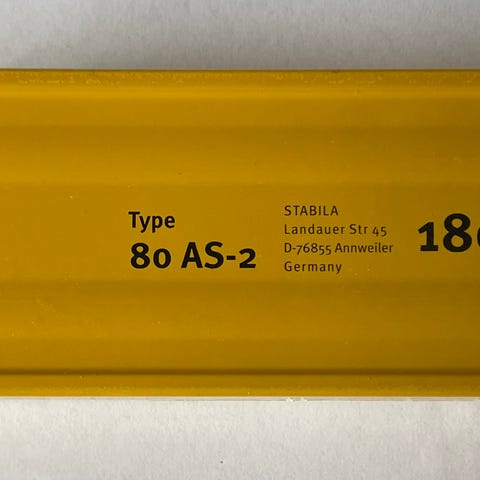 Type
80 AS-2
STABILA
Landauer Str 45
D-76855 Annweiler
Germany